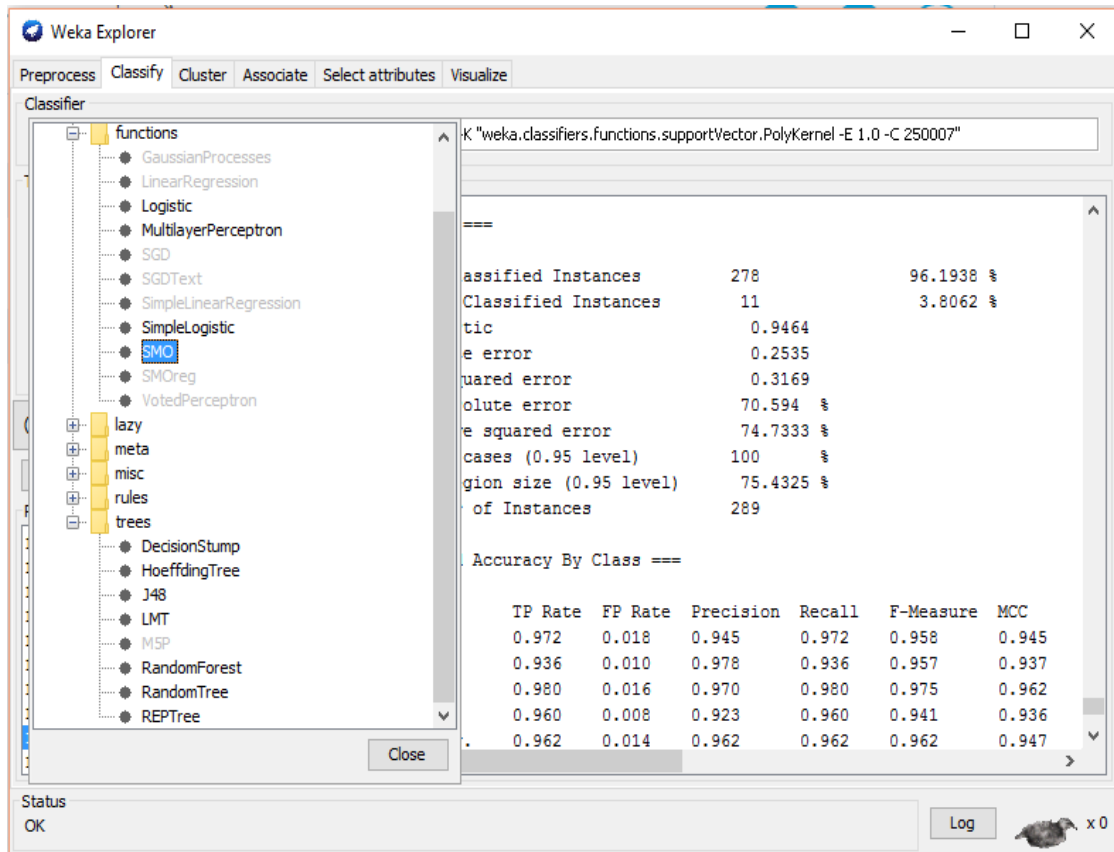 Weka Explorer
Preprocess Classify Cluster Associate Select attributes Visualize
Classifier
functions
GaussianProcesses
LinearRegression
Logistic
MultilayerPerceptron
SGD
SGDText
SimpleLinearRegression
SimpleLogistic
SMO
SMOreg
VotedPerceptron
lazy
meta
misc
rules
trees
DecisionStump
HoeffdingTree
J48
LMT
M5P
RandomForest
RandomTree
REPTree
Close
-K "weka.classifiers.functions.supportVector.PolyKernel -E 1.0 -C 250007"
===
assified Instances 278 96.1938 %
Classified Instances 11 3.8062 %
tic 0.9464
e error 0.2535
uared error 0.3169
olute error 70.594 %
e squared error 74.7333 %
cases (0.95 level) 100 %
gion size (0.95 level) 75.4325 %
of Instances 289
Accuracy By Class ===
TP Rate FP Rate Precision Recall F-Measure MCC
0.972 0.018 0.945 0.972 0.958 0.945
0.936 0.010 0.978 0.936 0.957 0.937
0.980 0.016 0.970 0.980 0.975 0.962
0.960 0.008 0.923 0.960 0.941 0.936
. 0.962 0.014 0.962 0.962 0.962 0.947
Status
OK
Log
x 0